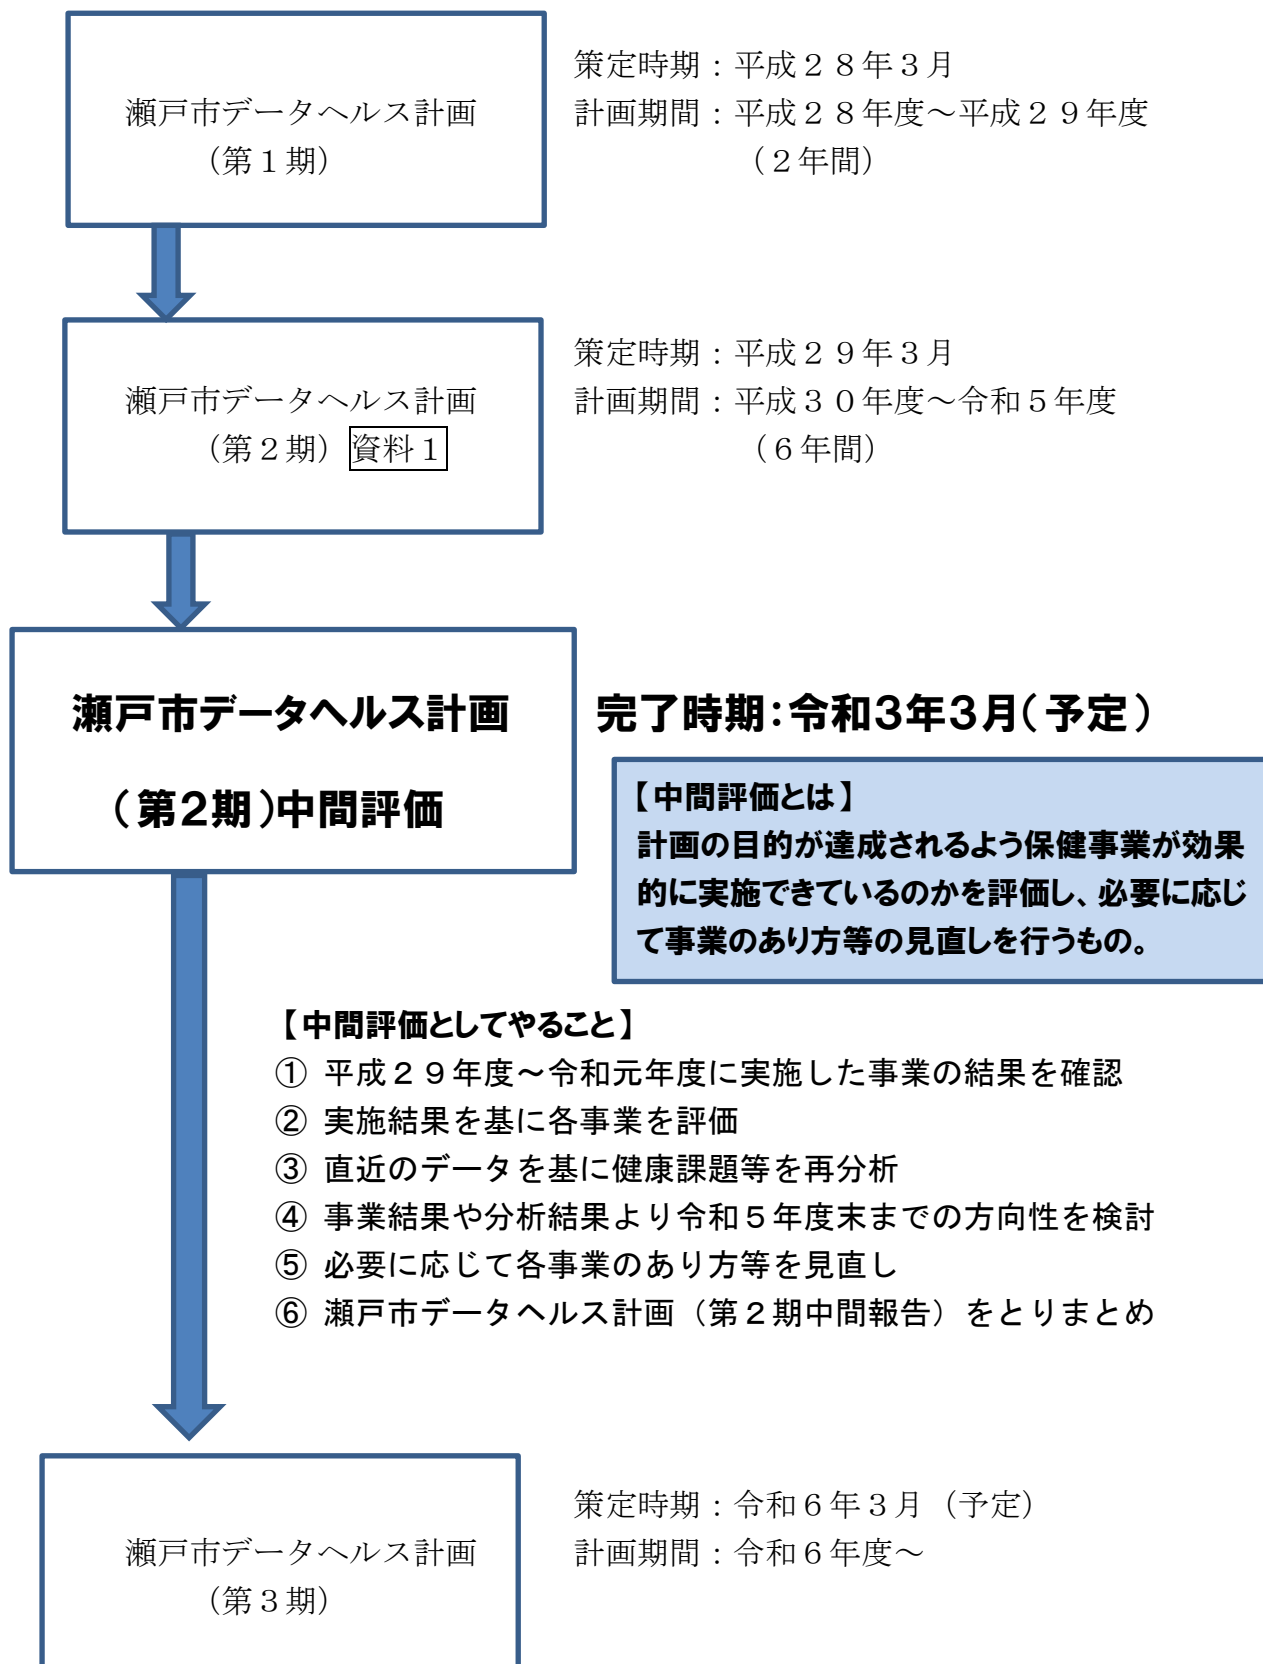 瀬戸市データヘルス計画
（第１期）
策定時期：平成２８年３月
計画期間：平成２８年度～平成２９年度
（２年間）
瀬戸市データヘルス計画
（第２期）資料１
策定時期：平成２９年３月
計画期間：平成３０年度～令和５年度
（６年間）
瀬戸市データヘルス計画
（第2期）中間評価
完了時期：令和3年3月（予定）
【中間評価とは】
計画の目的が達成されるよう保健事業が効果
的に実施できているのかを評価し、必要に応じ
て事業のあり方等の見直しを行うもの。
【中間評価としてやること】
① 平成２９年度～令和元年度に実施した事業の結果を確認
② 実施結果を基に各事業を評価
③ 直近のデータを基に健康課題等を再分析
④ 事業結果や分析結果より令和５年度末までの方向性を検討
⑤ 必要に応じて各事業のあり方等を見直し
⑥ 瀬戸市データヘルス計画（第２期中間報告）をとりまとめ
瀬戸市データヘルス計画
（第３期）
策定時期：令和６年３月（予定）
計画期間：令和６年度～